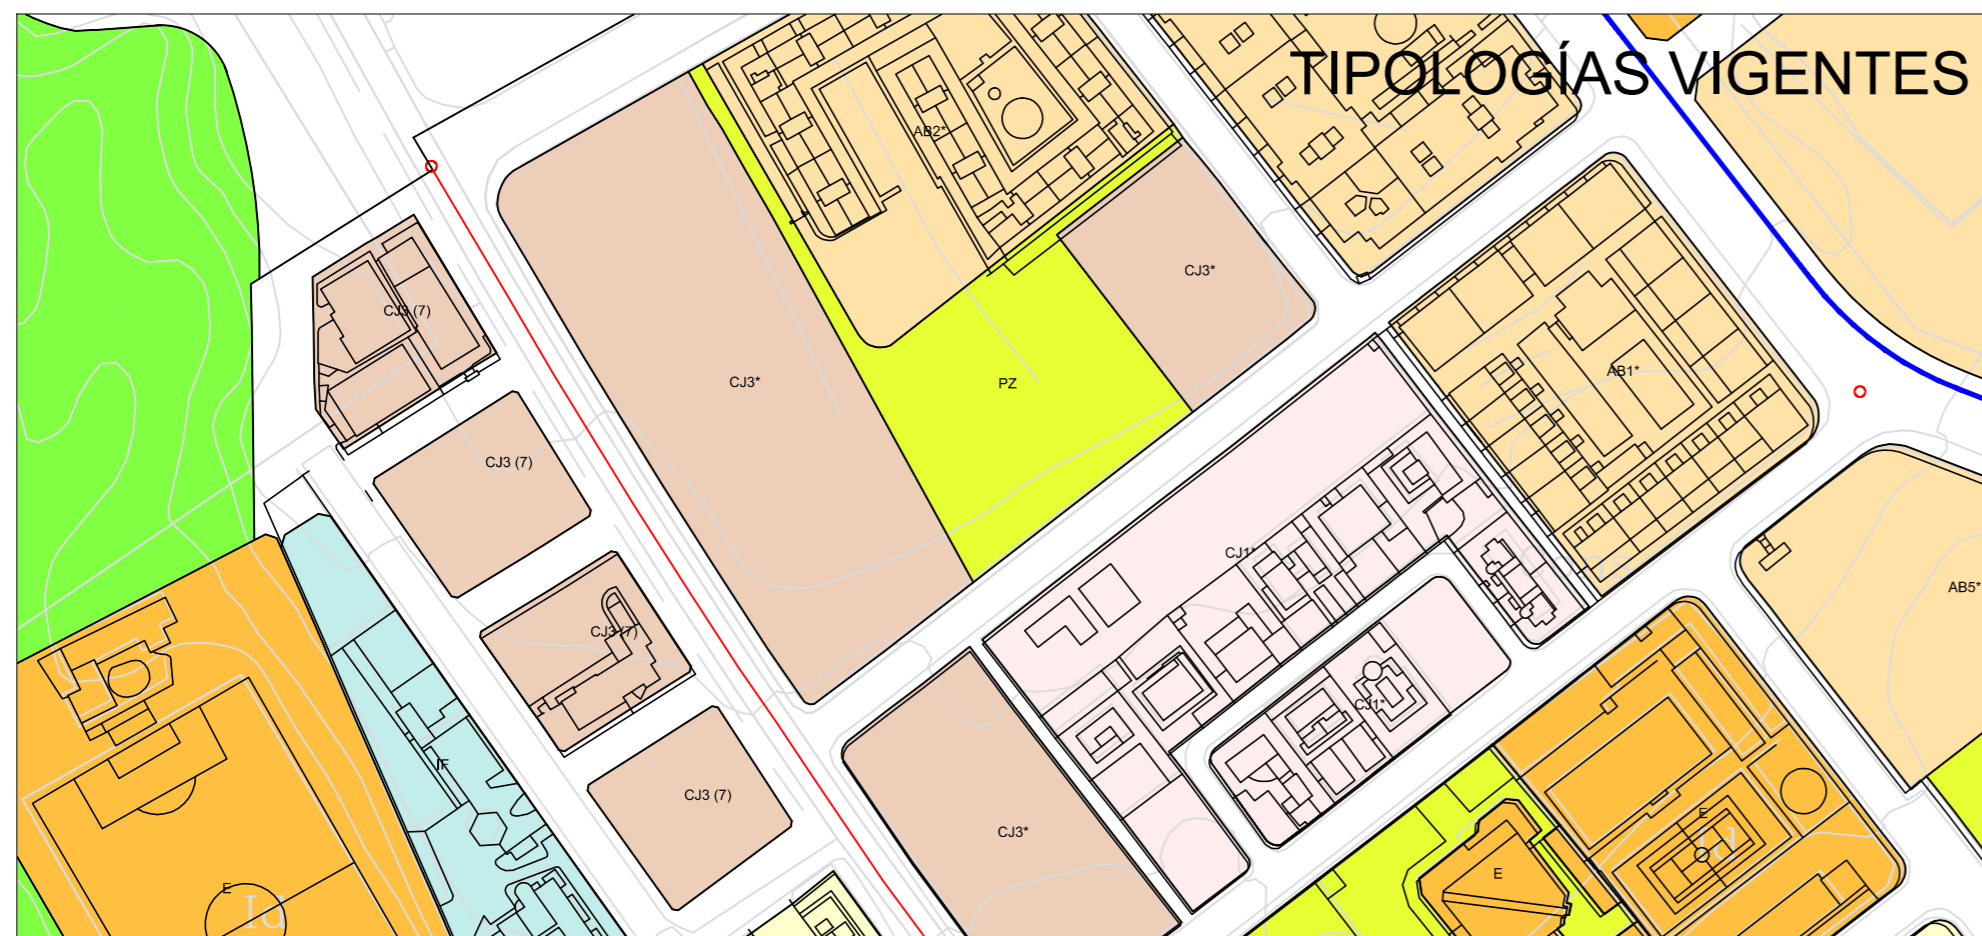 TIPOLOGÍAS VIGENTES
AB2*
CJ3*
CJ3 (7)
AB1*
CJ3*
PZ
CJ3 (7)
CJ1*
AB5*
CJ3 (7)
CJ1*
IF
CJ3 (7)
E
CJ3*
E
E
pI